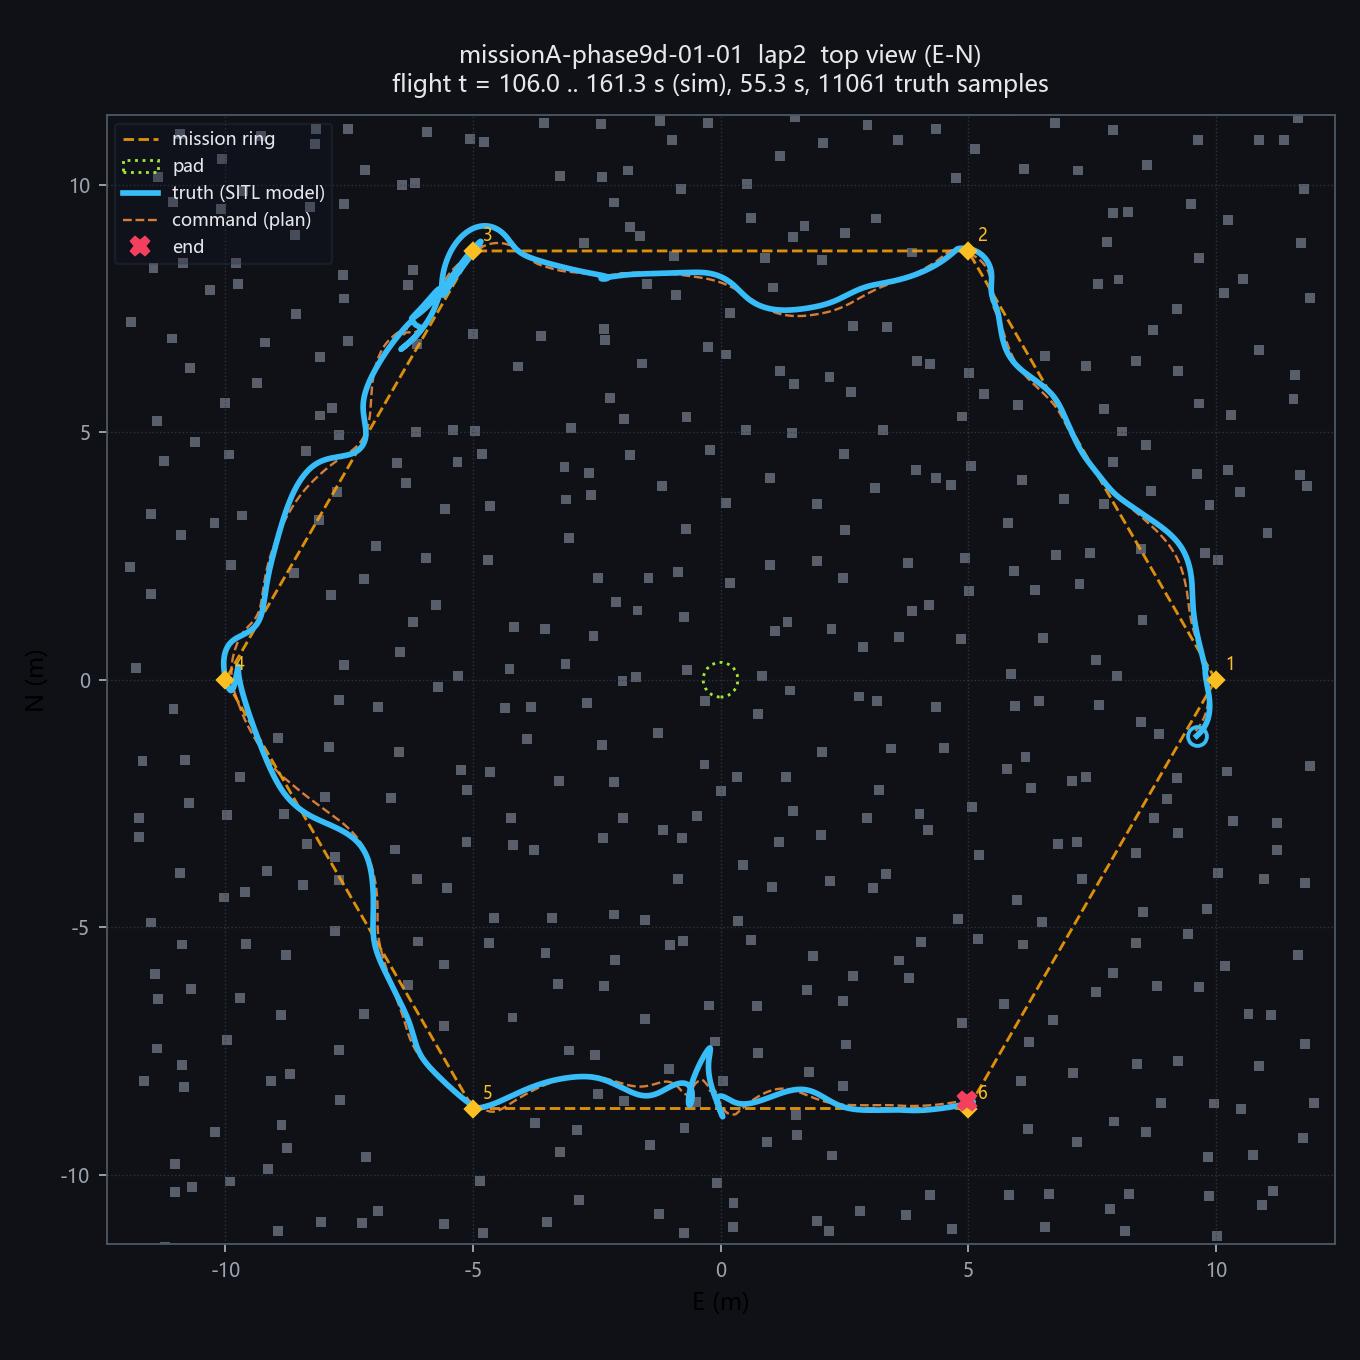 missionA-phase9d-01-01  lap2  top view (E-N)
flight t = 106.0 .. 161.3 s (sim), 55.3 s, 11061 truth samples
mission ring
pad
truth (SITL model)
command (plan)
end
3
2
4
1
5
6
10
5
0
-5
-10
N (m)
-10
-5
0
5
10
E (m)